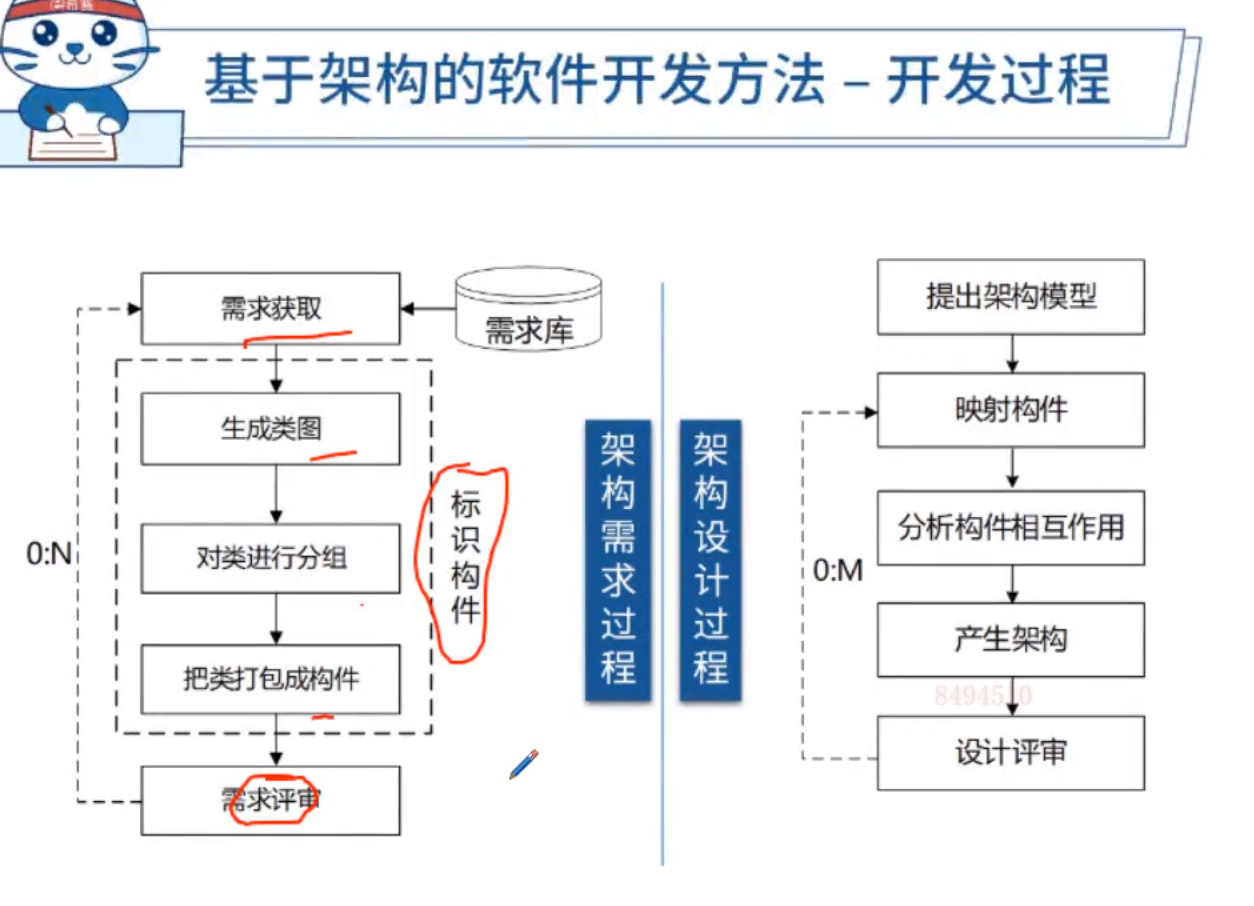 基于架构的软件开发方法 – 开发过程
需求获取
需求库
生成类图
对类进行分组
把类打包成构件
标识构件
需求评审
0:N
架构需求过程
架构设计过程
提出架构模型
映射构件
分析构件相互作用
产生架构
设计评审
0:M